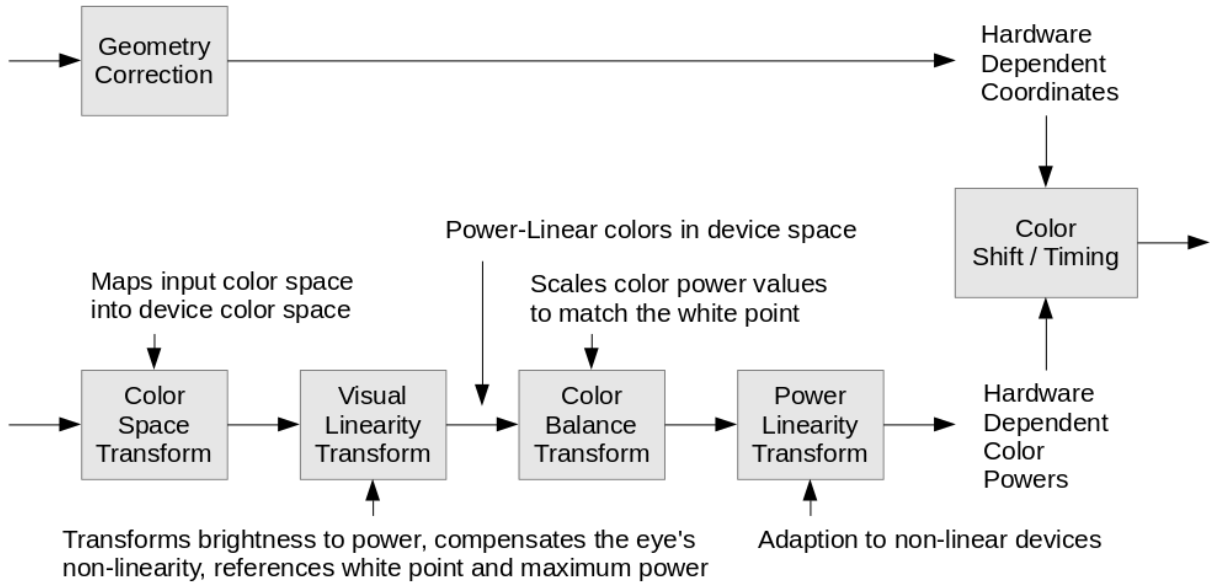 Geometry
Correction
Hardware
Dependent
Coordinates
Color
Shift / Timing
Power-Linear colors in device space
Maps input color space
into device color space
Scales color power values
to match the white point
Color
Space
Transform
Visual
Linearity
Transform
Color
Balance
Transform
Power
Linearity
Transform
Hardware
Dependent
Color
Powers
Transforms brightness to power, compensates the eye's
non-linearity, references white point and maximum power
Adaption to non-linear devices